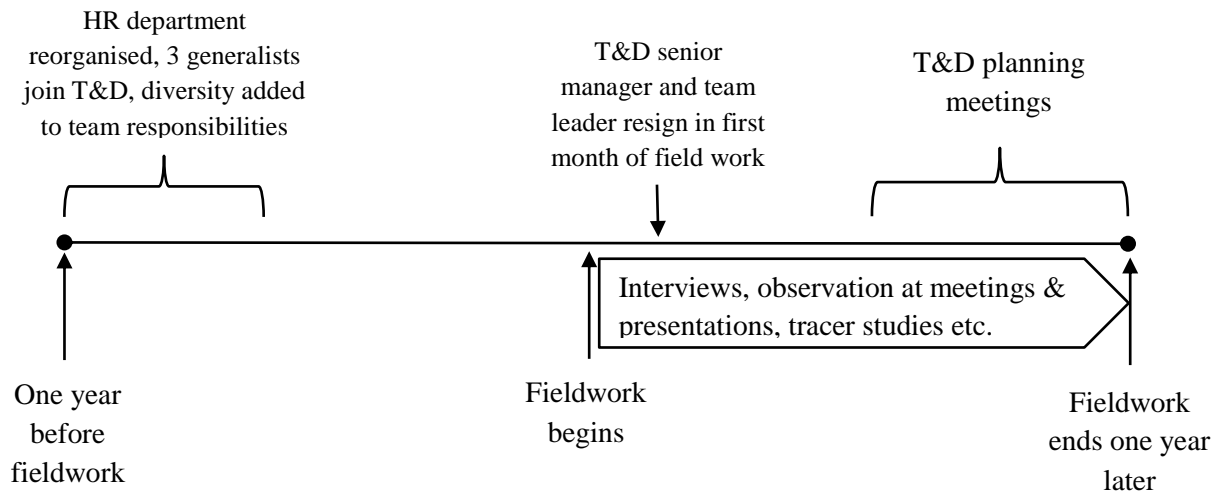 HR department
reorganised, 3 generalists
join T&D, diversity added
to team responsibilities
T&D senior
manager and team
leader resign in first
month of field work
T&D planning
meetings
Interviews, observation at meetings &
presentations, tracer studies etc.
One year
before
fieldwork
Fieldwork
begins
Fieldwork
ends one year
later